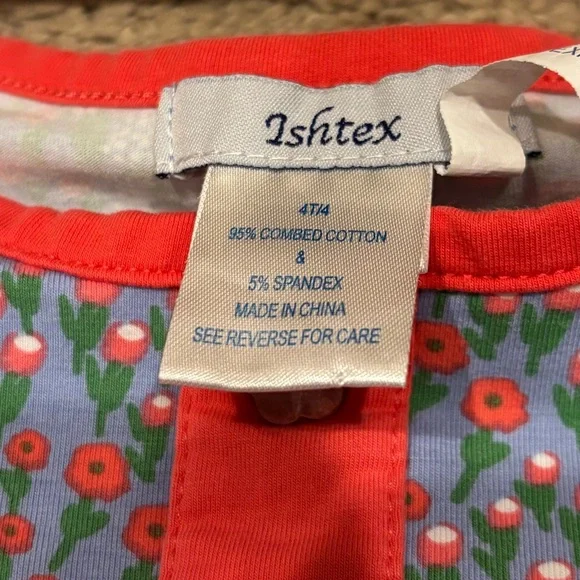 Ishtex
4T/4
95% COMBED COTTON
&
5% SPANDEX
MADE IN CHINA
SEE REVERSE FOR CARE